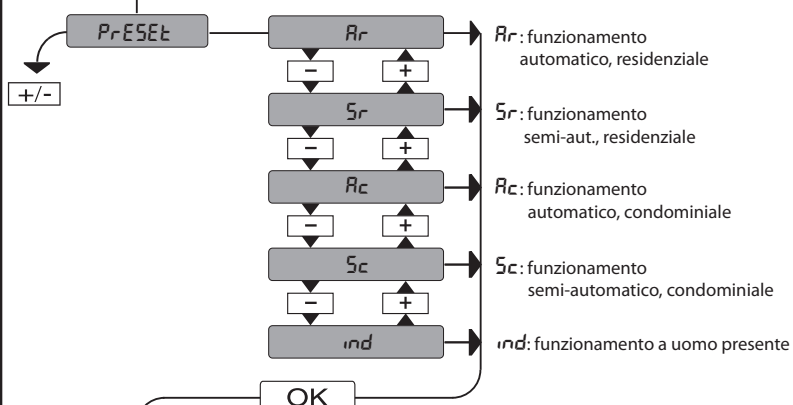 PrESEt
Ar
Ar: funzionamento
automatico, residenziale
+/-
- +
Sr
Sr: funzionamento
semi-aut., residenziale
- +
Ac
Ac: funzionamento
automatico, condominiale
- +
Sc
Sc: funzionamento
semi-automatico, condominiale
- +
ind
ind: funzionamento a uomo presente
OK